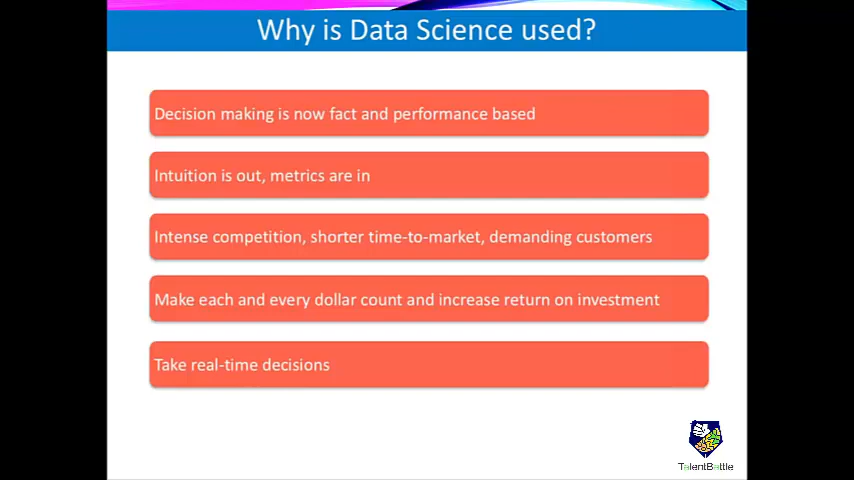 Why is Data Science used?
Decision making is now fact and performance based
Intuition is out, metrics are in
Intense competition, shorter time-to-market, demanding customers
Make each and every dollar count and increase return on investment
Take real-time decisions
TalentBattle